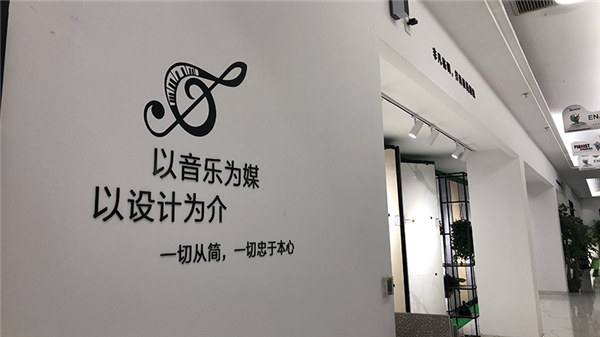 以音乐为媒
以设计为介
一切从简，一切忠于本心